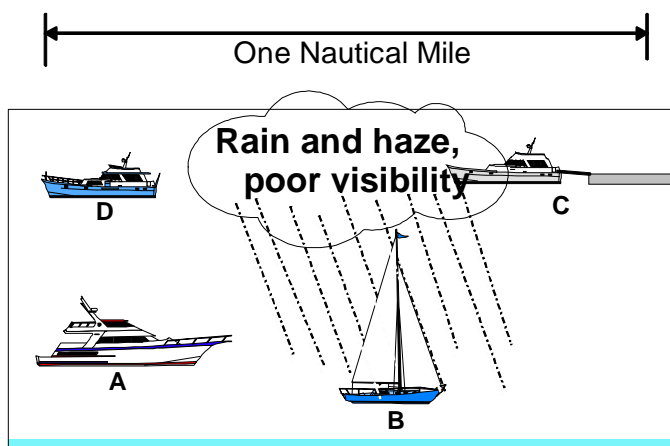 One Nautical Mile
Rain and haze,
poor visibility
D
C
A
B